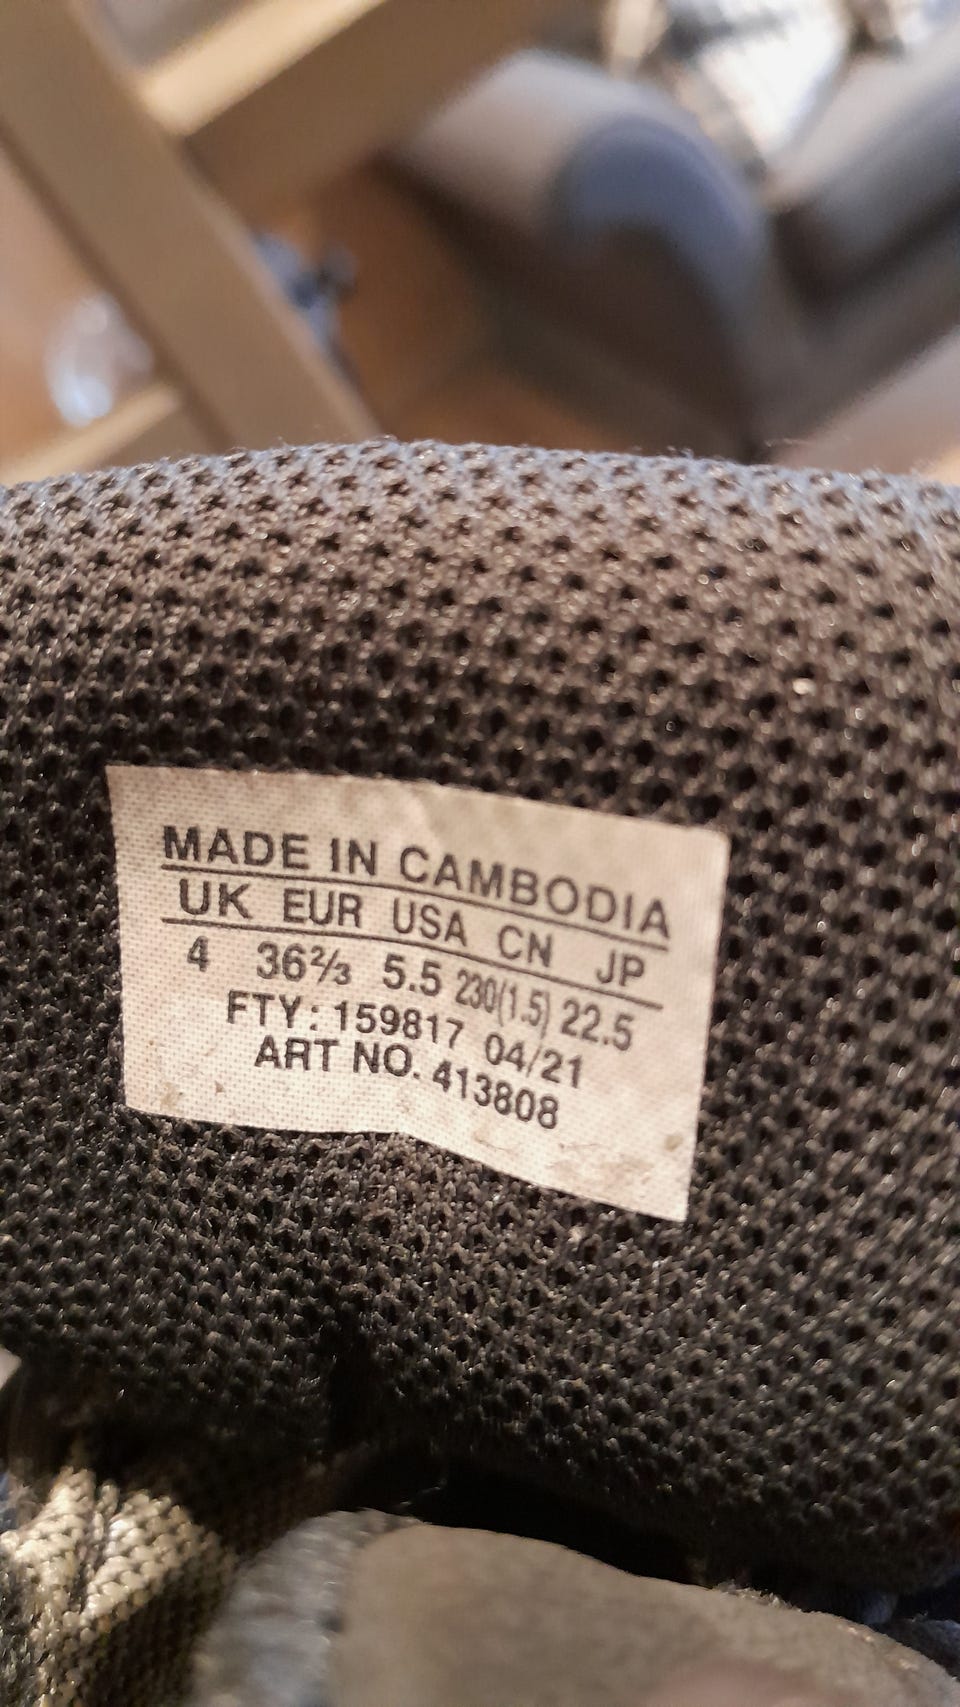 MADE IN CAMBODIA
UK EUR USA CN JP
4 36⅔ 5.5 230(1.5) 22.5
FTY: 159817 04/21
ART NO. 413808